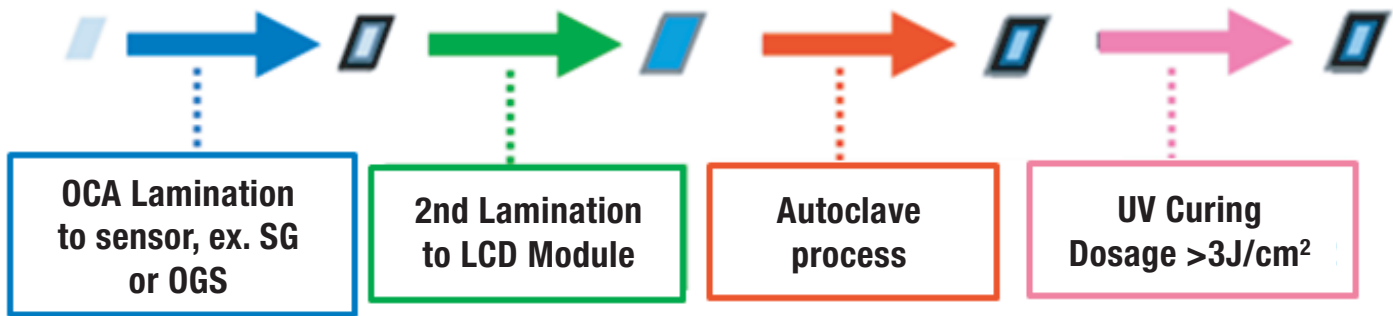 OCA Lamination
to sensor, ex. SG
or OGS
2nd Lamination
to LCD Module
Autoclave
process
UV Curing
Dosage >3J/cm²